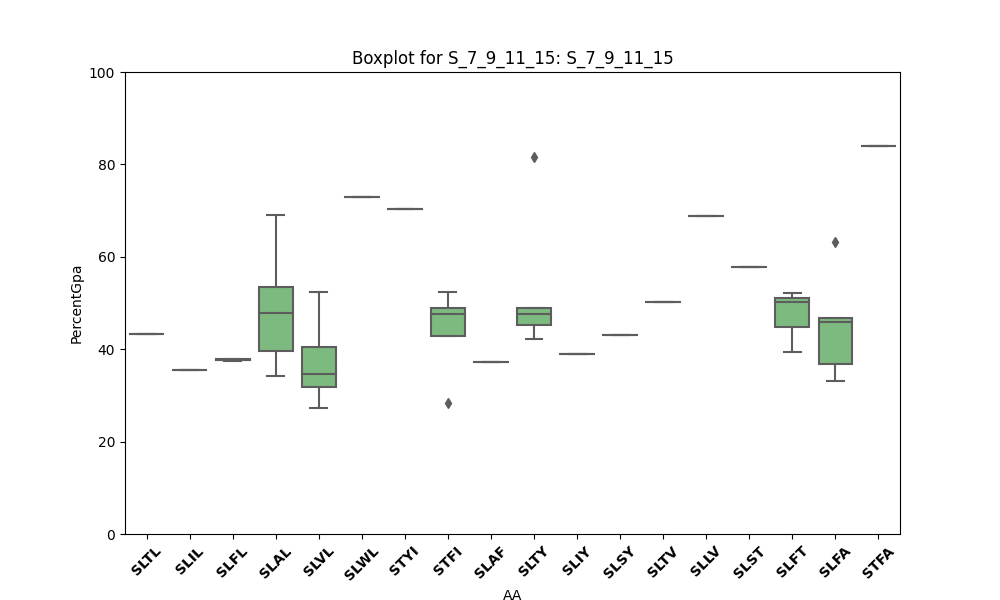 Boxplot for S_7_9_11_15: S_7_9_11_15
100
80
60
40
20
0
PercentGpa
SLTL SLIL SLFL SLAL SLVL SLWL STYI STFI SLAF SLTY SLIY SLSY SLTV SLLV SLST SLFT SLFA STFA
AA